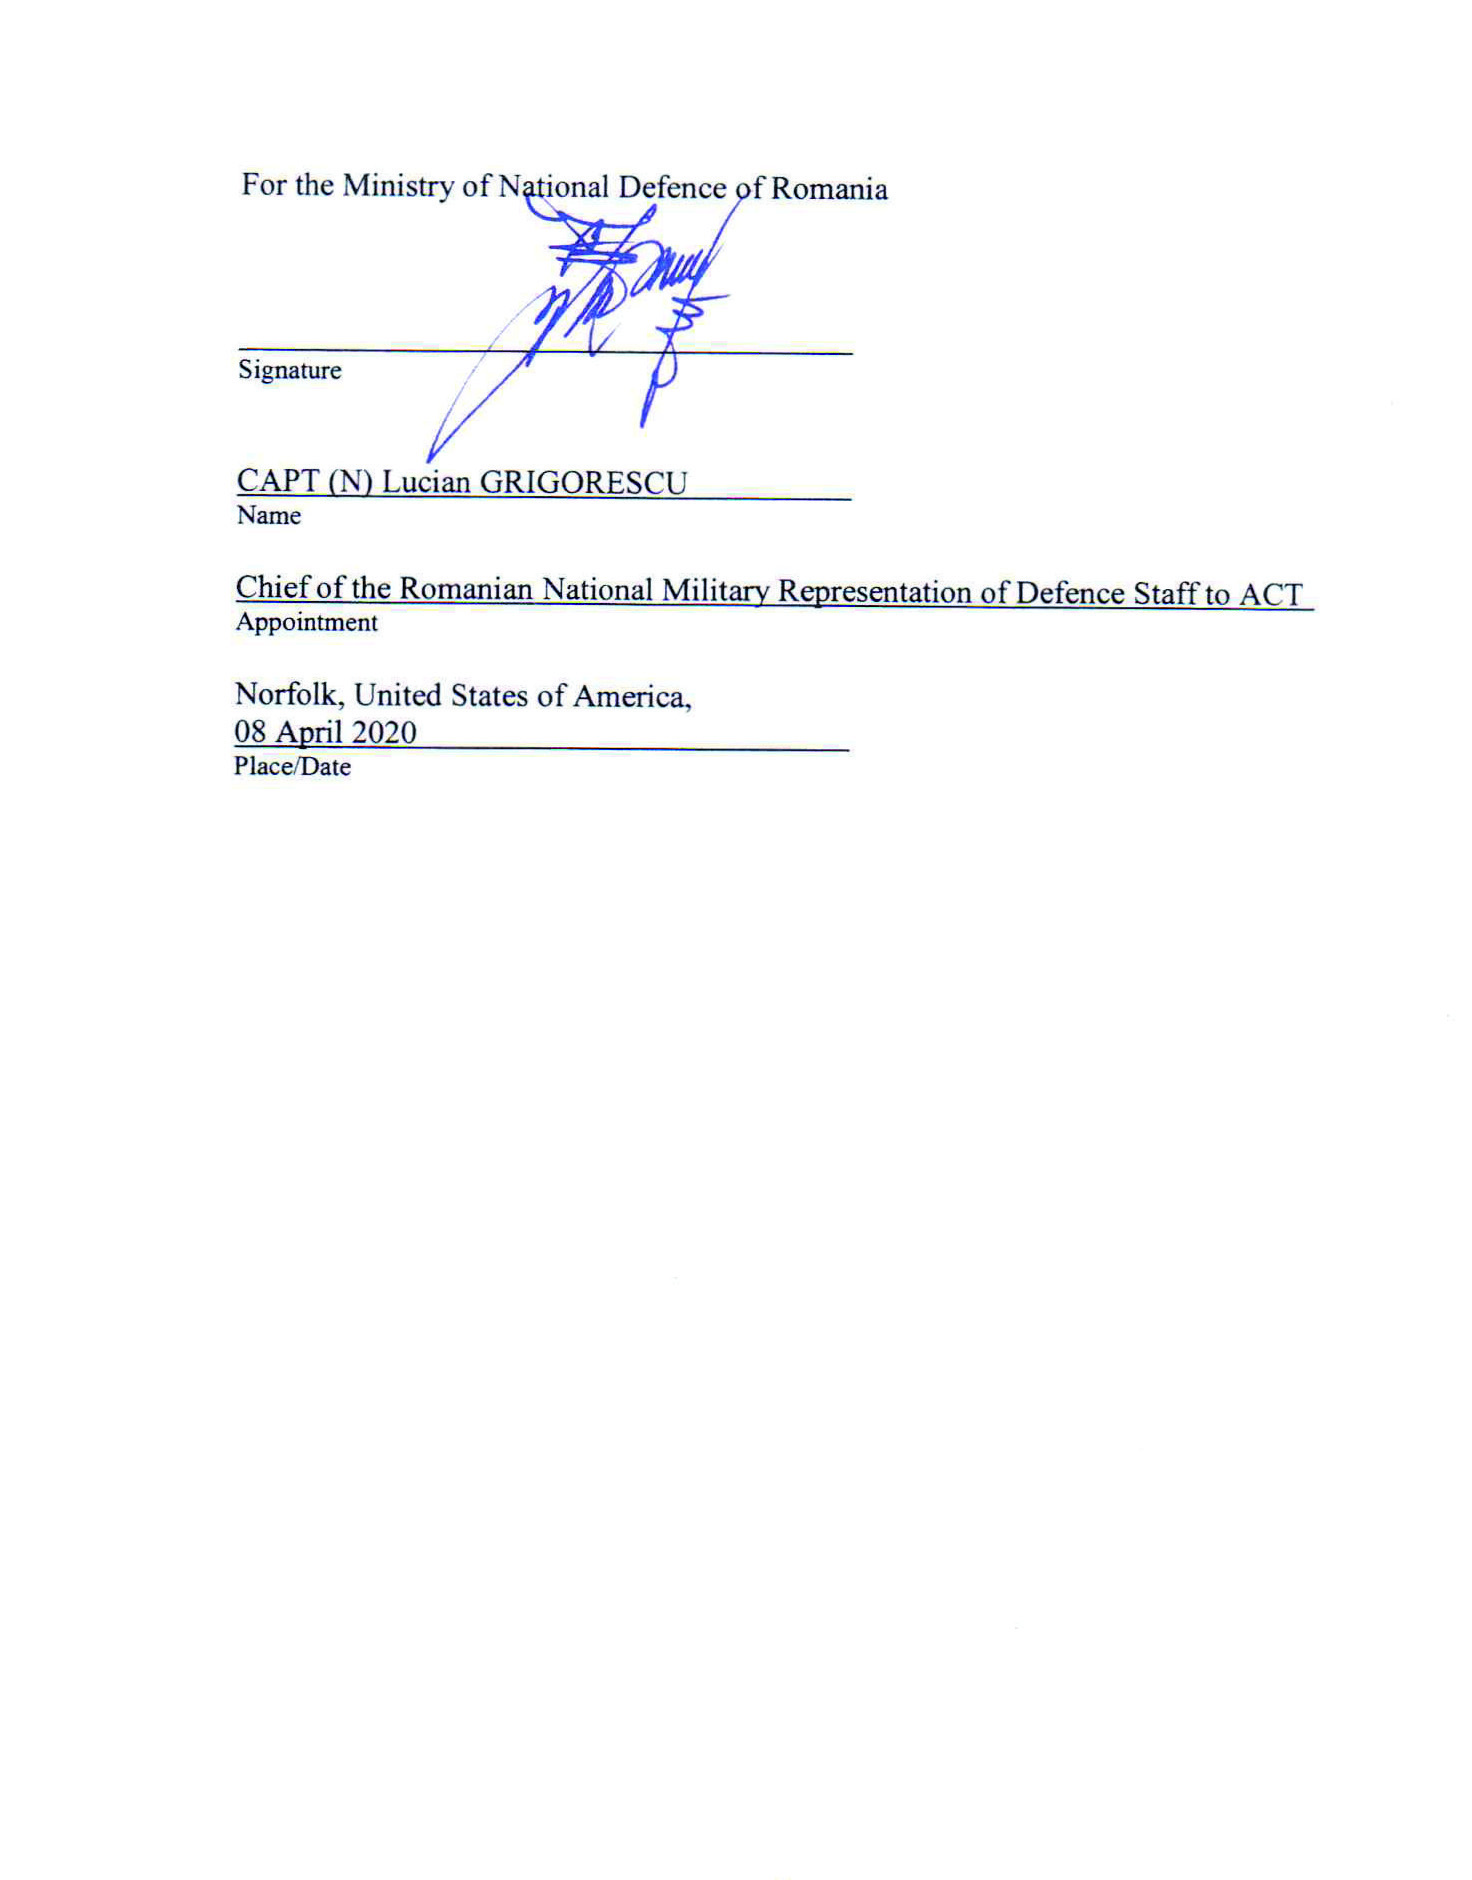 For the Ministry of National Defence of Romania
Signature
CAPT (N) Lucian GRIGORESCU
Name
Chief of the Romanian National Military Representation of Defence Staff to ACT
Appointment
Norfolk, United States of America,
08 April 2020
Place/Date